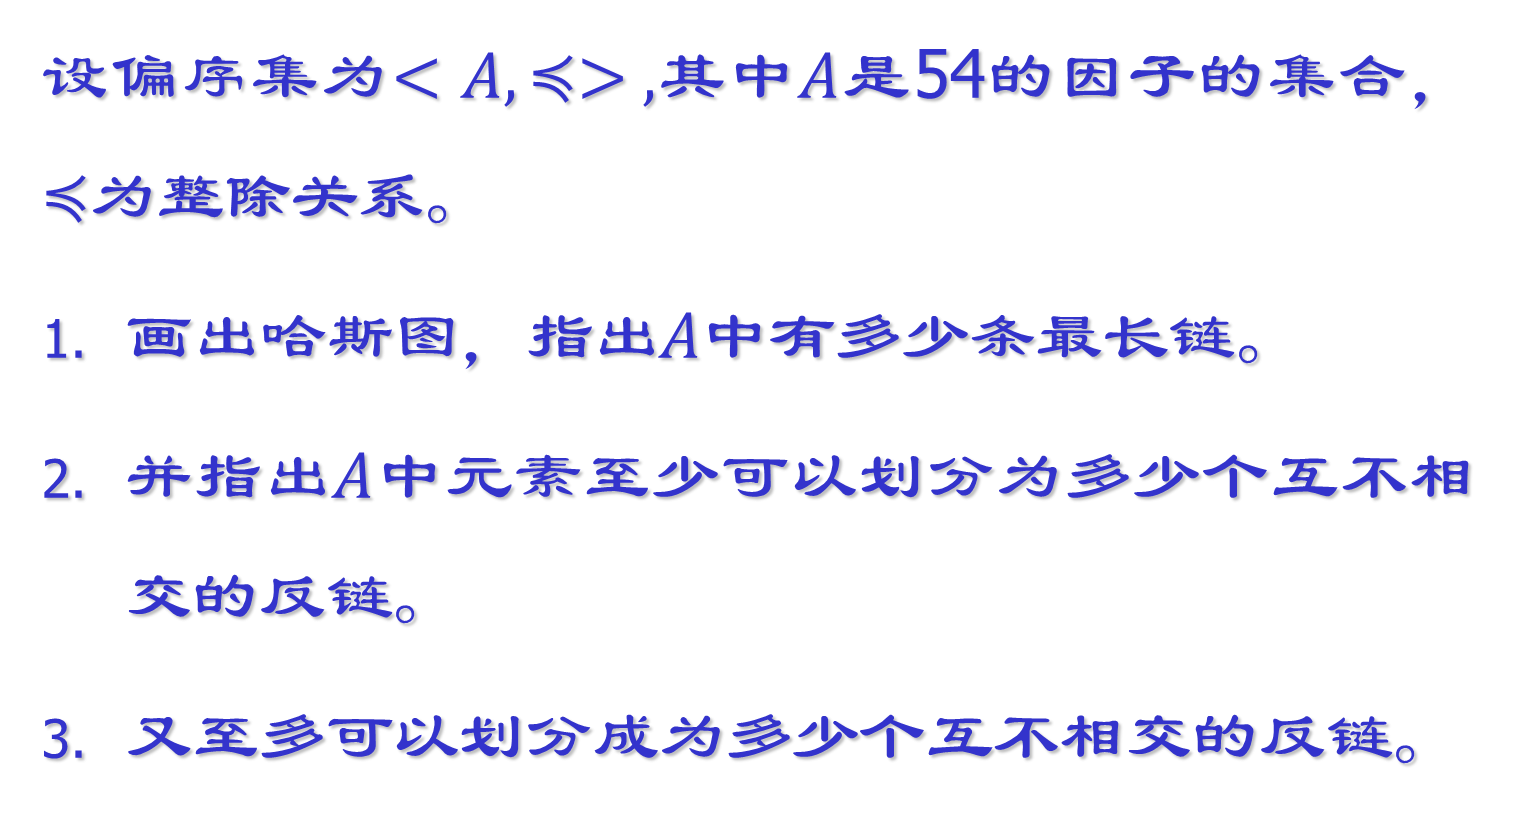 设偏序集为< A, ≼> ,其中A是54的因子的集合，
≼为整除关系。
1. 画出哈斯图，指出A中有多少条最长链。
2. 并指出A中元素至少可以划分为多少个互不相
交的反链。
3. 又至多可以划分成为多少个互不相交的反链。